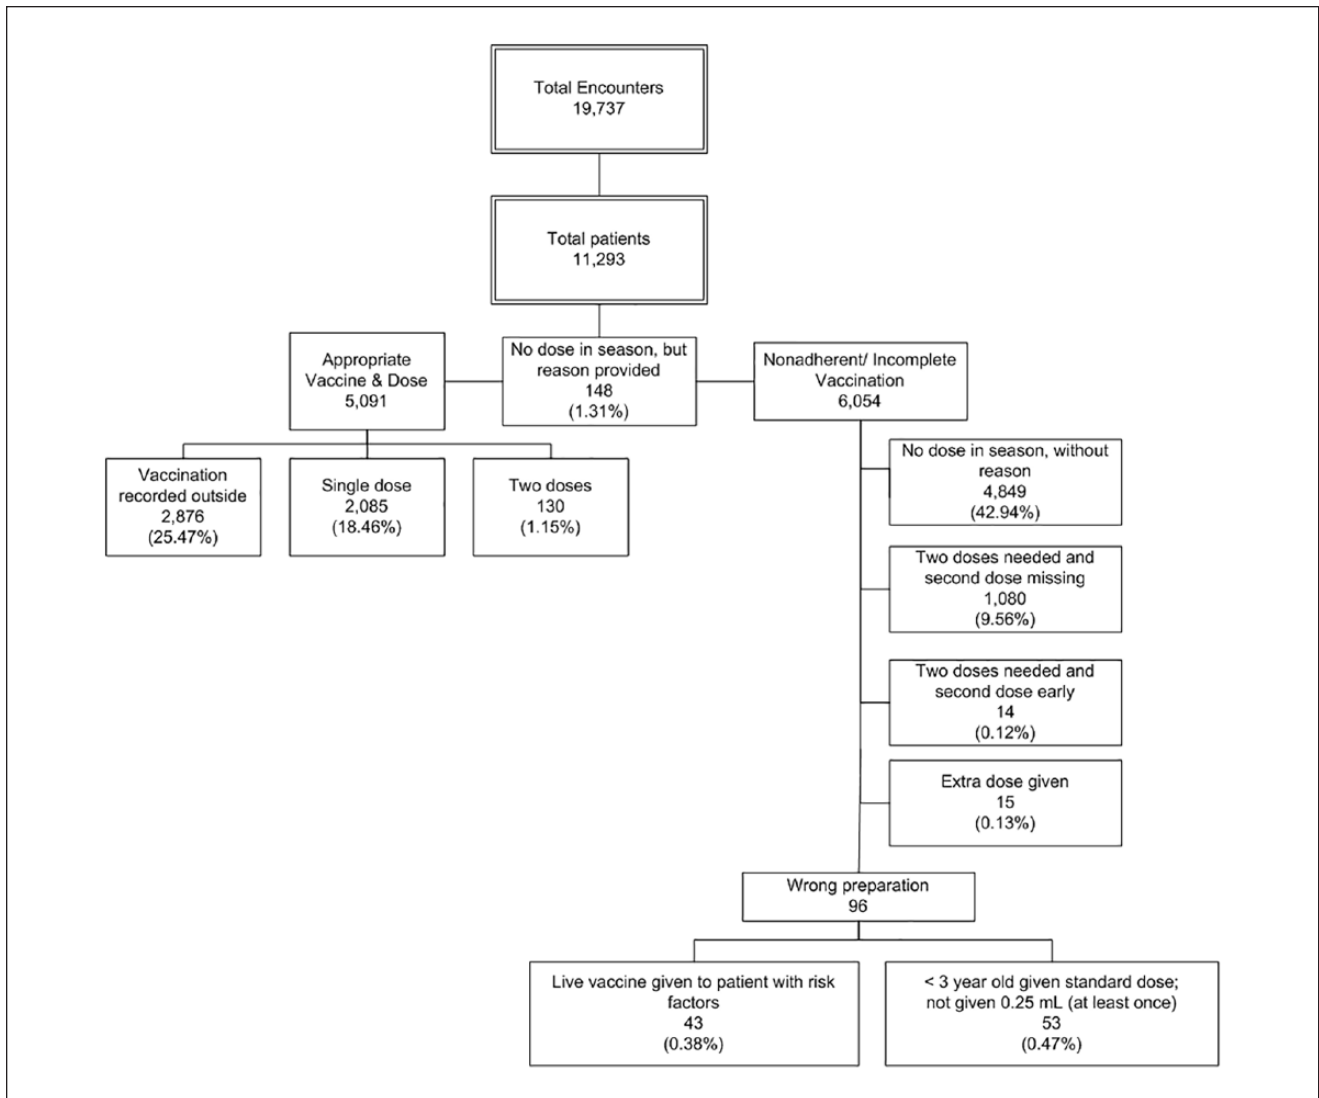 Total Encounters
19,737
Total patients
11,293
Appropriate
Vaccine & Dose
5,091
No dose in season, but
reason provided
148
(1.31%)
Nonadherent/ Incomplete
Vaccination
6,054
Vaccination
recorded outside
2,876
(25.47%)
Single dose
2,085
(18.46%)
Two doses
130
(1.15%)
No dose in season, without
reason
4,849
(42.94%)
Two doses needed and
second dose missing
1,080
(9.56%)
Two doses needed and
second dose early
14
(0.12%)
Extra dose given
15
(0.13%)
Wrong preparation
96
Live vaccine given to patient with risk
factors
43
(0.38%)
< 3 year old given standard dose;
not given 0.25 mL (at least once)
53
(0.47%)